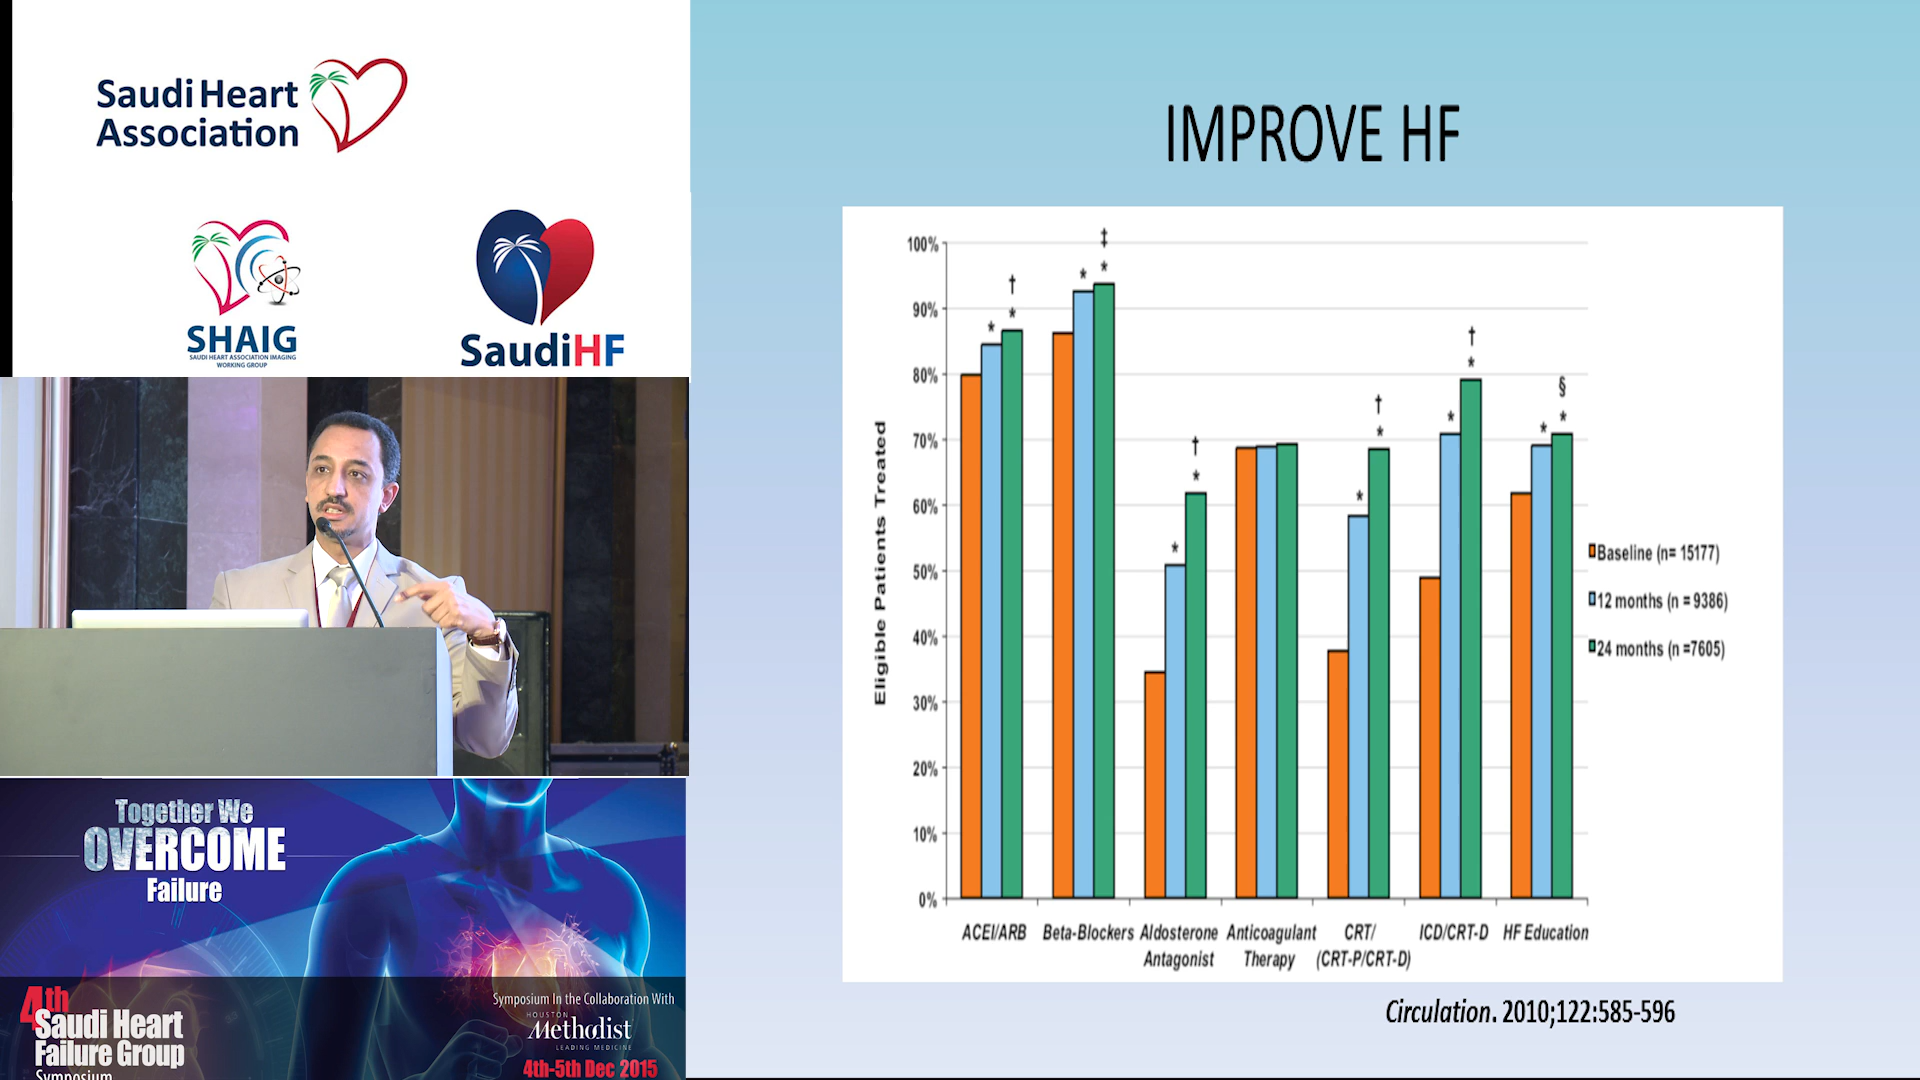 Saudi Heart
Association
SHAIG
SAUDI HEART ASSOCIATION IMAGING
WORKING GROUP
SaudiHF
Together We
OVERCOME
Failure
4th
Saudi Heart
Failure Group
Symposium
Symposium In the Collaboration With
HOUSTON
Methodist
LEADING MEDICINE
4th-5th Dec 2015
IMPROVE HF
Eligible Patients Treated
100%
90%
80%
70%
60%
50%
40%
30%
20%
10%
0%
†
*
*
‡
*
*
†
*
*
†
*
*
†
*
*
§
*
*
ACEI/ARB
Beta-Blockers
Aldosterone
Antagonist
Anticoagulant
Therapy
CRT/
(CRT-P/CRT-D)
ICD/CRT-D
HF Education
Baseline (n= 15177)
12 months (n = 9386)
24 months (n =7605)
Circulation. 2010;122:585-596